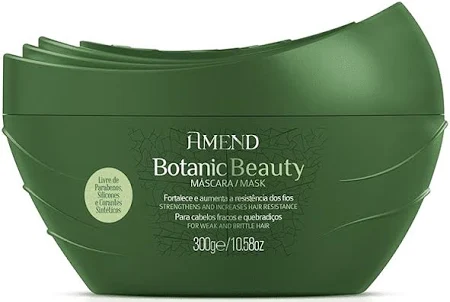 AMEND
Botanic Beauty
MÁSCARA / MASK
Fortalece e aumenta a resistência dos fios
STRENGTHENS AND INCREASES HAIR RESISTANCE
Para cabelos fracos e quebradiços
FOR WEAK AND BRITTLE HAIR
300g e/10.58oz
Livre de
Parabenos,
Silicones
e Corantes
Sintéticos